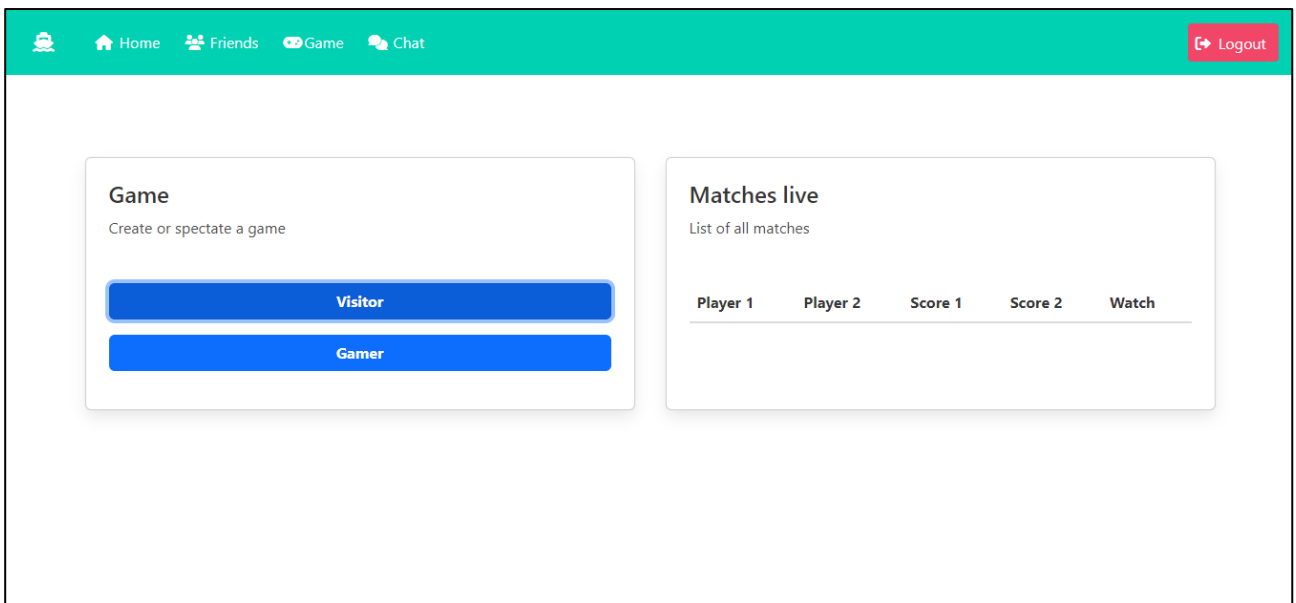 Home Friends Game Chat Logout
Game
Create or spectate a game
Visitor
Gamer
Matches live
List of all matches
Player 1 Player 2 Score 1 Score 2 Watch